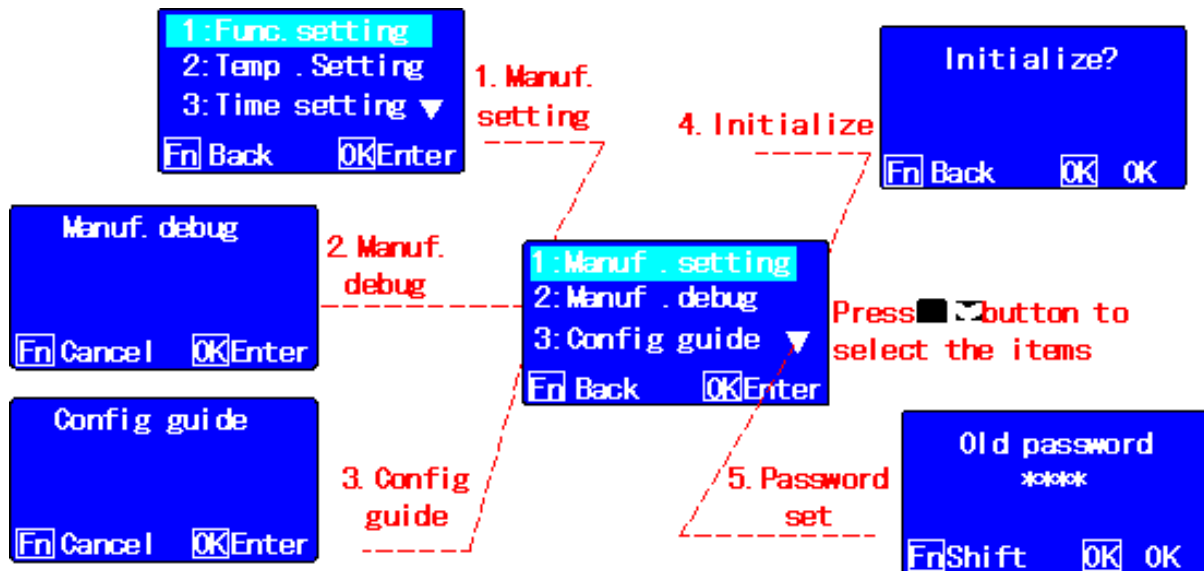 1:Func. setting
2:Temp .Setting
3:Time setting ▼
Fn Back OK Enter
1. Manuf.
setting
Initialize?
Fn Back OK OK
4. Initialize
Manuf. debug
Fn Cancel OK Enter
2. Manuf.
debug
1:Manuf .setting
2:Manuf .debug
3:Config guide ▼
Fn Back OK Enter
Press button to
select the items
Config guide
Fn Cancel OK Enter
3. Config
guide
5. Password
set
Old password
****
Fn Shift OK OK